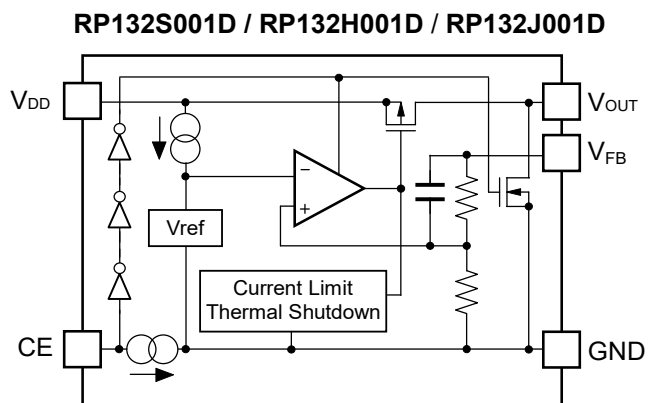 RP132S001D / RP132H001D / RP132J001D
VDD
VOUT
VFB
−
+
Vref
Current Limit
Thermal Shutdown
CE
GND